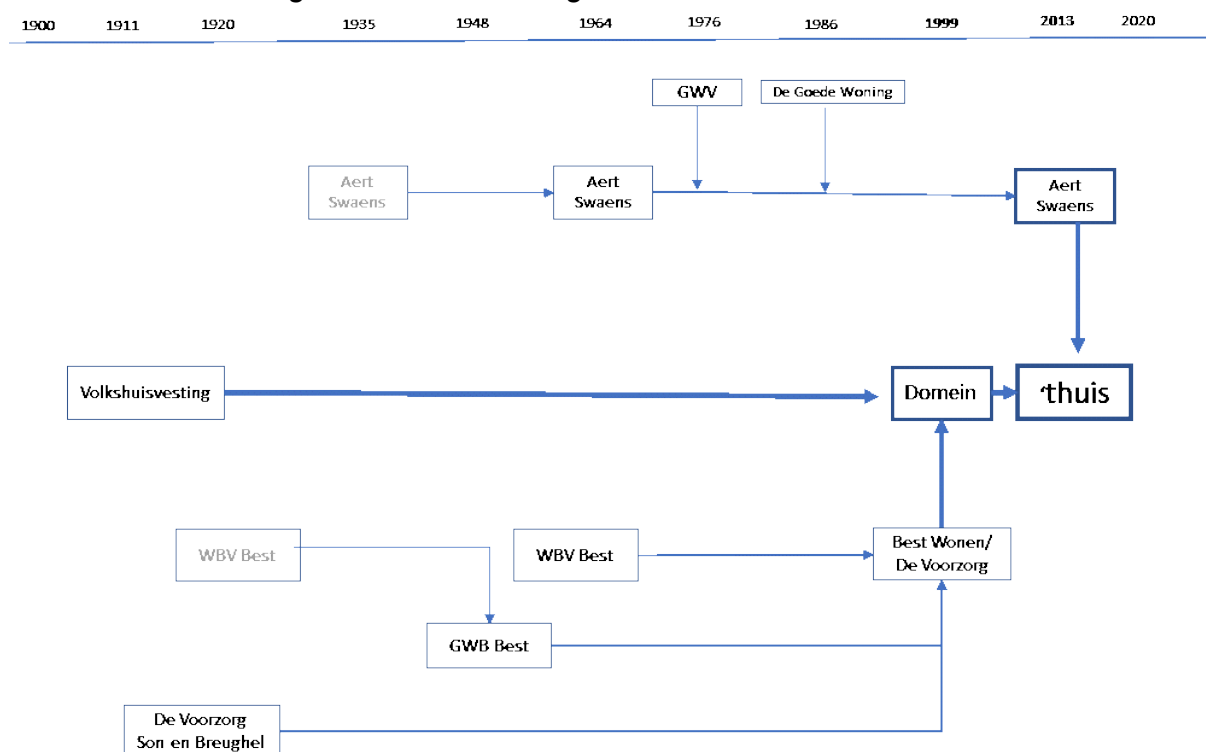 1900 1911 1920 1935 1948 1964 1976 1986 1999 2013 2020
GWV
De Goede Woning
Aert
Swaens
Aert
Swaens
Aert
Swaens
Volkshuisvesting
Domein
'thuis
WBV Best
WBV Best
Best Wonen/
De Voorzorg
GWB Best
De Voorzorg
Son en Breughel